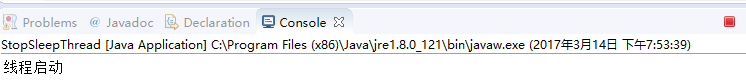 Problems @ Javadoc Declaration Console
StopSleepThread [Java Application] C:\Program Files (x86)\Java\jre1.8.0_121\bin\javaw.exe (2017年3月14日 下午7:53:39)
线程启动